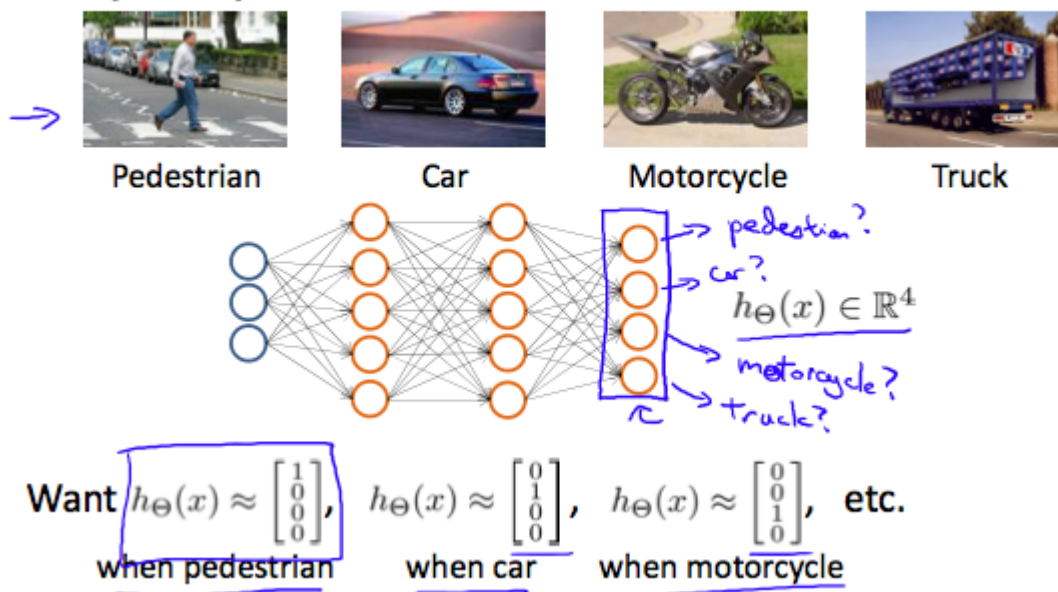 Pedestrian Car Motorcycle Truck
pedestian?
car?
hΘ(x) ∈ ℝ⁴
motorcycle?
truck?
Want hΘ(x) ≈ [1 0 0 0], hΘ(x) ≈ [0 1 0 0], hΘ(x) ≈ [0 0 1 0], etc.
when pedestrian when car when motorcycle